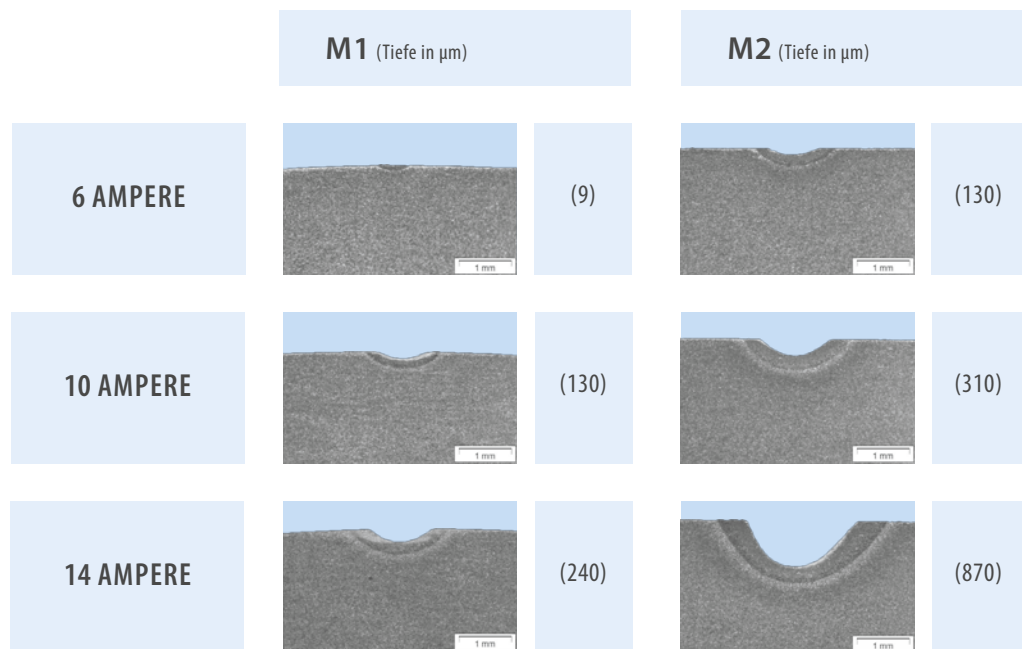 M1 (Tiefe in µm)
M2 (Tiefe in µm)
6 AMPERE
1 mm
(9)
1 mm
(130)
10 AMPERE
1 mm
(130)
1 mm
(310)
14 AMPERE
1 mm
(240)
1 mm
(870)